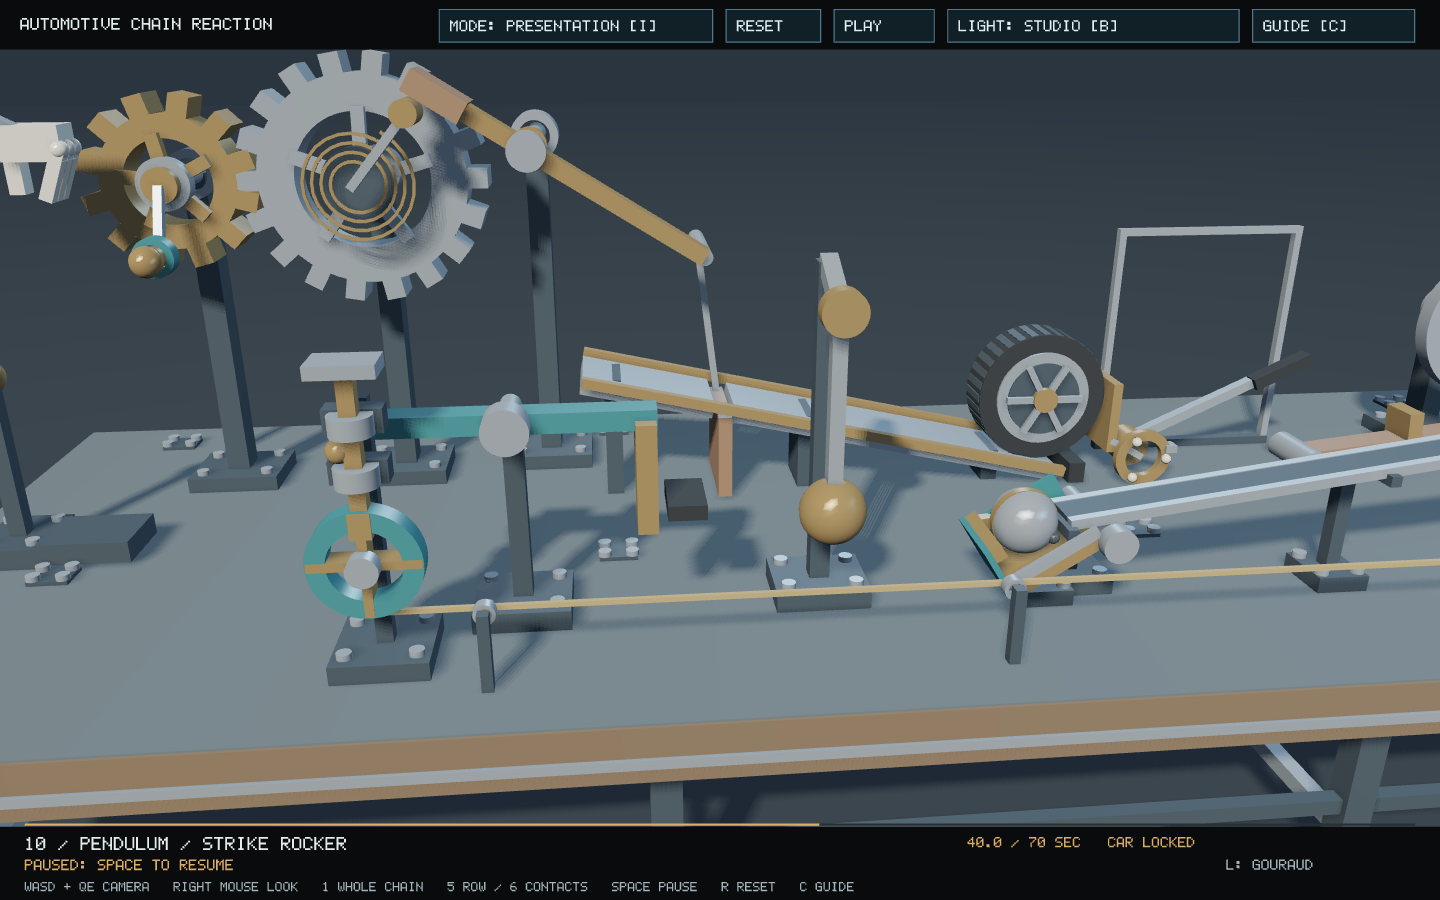 AUTOMOTIVE CHAIN REACTION
MODE: PRESENTATION [I]
RESET
PLAY
LIGHT: STUDIO [B]
GUIDE [C]
10 / PENDULUM / STRIKE ROCKER
40.0 / 70 SEC
CAR LOCKED
PAUSED: SPACE TO RESUME
L: GOURAUD
WASD + QE CAMERA
RIGHT MOUSE LOOK
1 WHOLE CHAIN
5 ROW / 6 CONTACTS
SPACE PAUSE
R RESET
C GUIDE